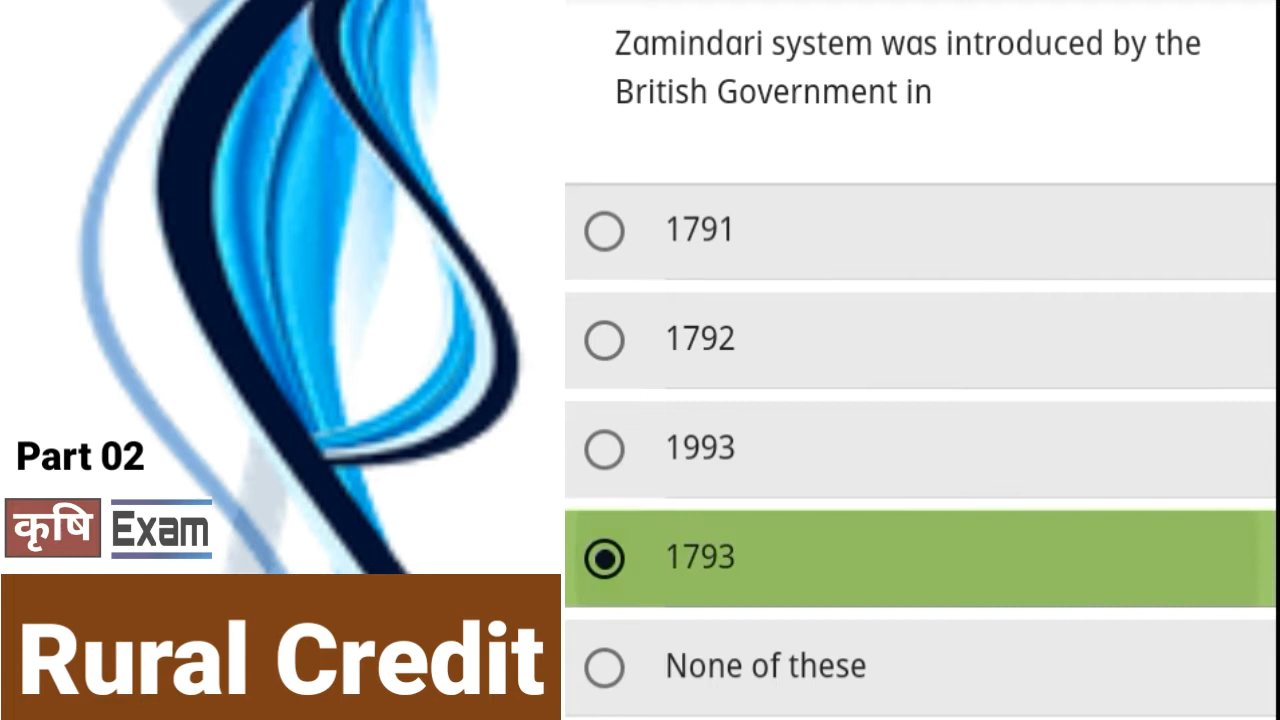 Part 02
कृषि Exam
Rural Credit
Zamindari system was introduced by the
British Government in
1791
1792
1993
1793
None of these